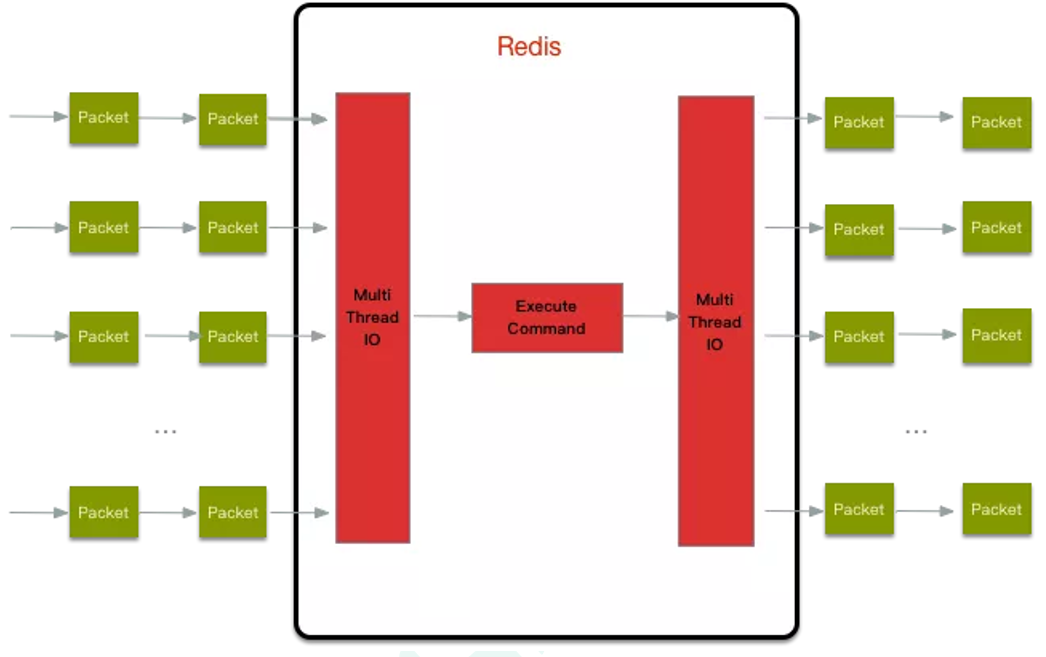 Redis
Packet Packet Packet Packet
Packet Packet Packet Packet
Multi
Thread
IO
Execute
Command
Multi
Thread
IO
Packet Packet Packet Packet
...
...
Packet Packet Packet Packet